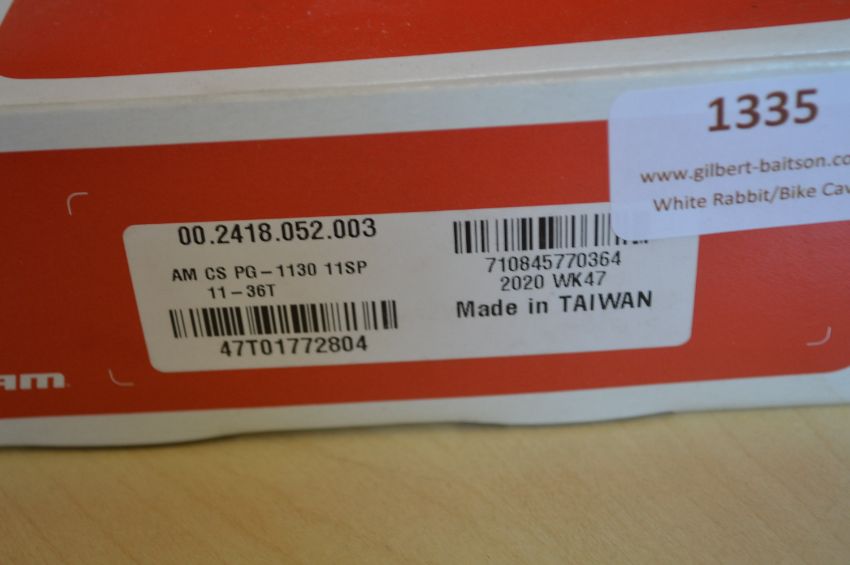 1335
www.gilbert-baitson.co
White Rabbit/Bike Cav
00.2418.052.003
AM CS PG-1130 11SP
11-36T
47T01772804
710845770364
2020 WK47
Made in TAIWAN
am